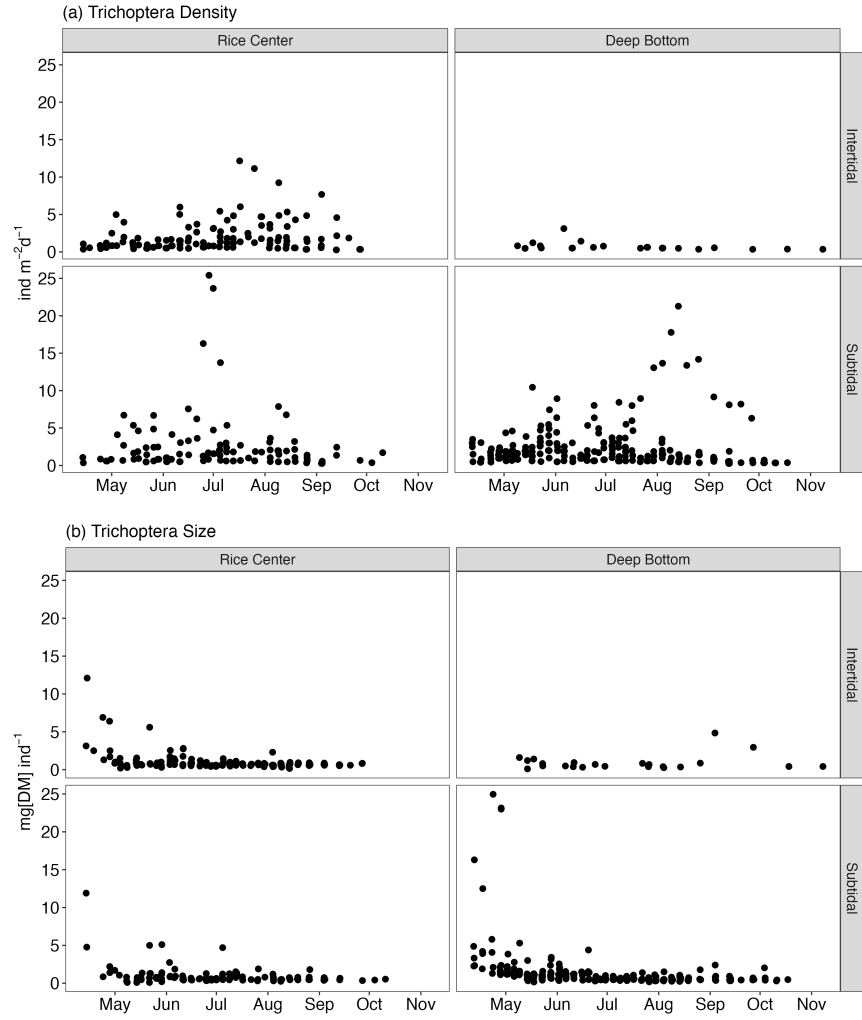 (a) Trichoptera Density
Rice Center Deep Bottom
25
20
15
10
5
0
Intertidal
ind m⁻²d⁻¹
25
20
15
10
5
0
Subtidal
May Jun Jul Aug Sep Oct Nov May Jun Jul Aug Sep Oct Nov
(b) Trichoptera Size
Rice Center Deep Bottom
25
20
15
10
5
0
Intertidal
mg[DM] ind⁻¹
25
20
15
10
5
0
Subtidal
May Jun Jul Aug Sep Oct Nov May Jun Jul Aug Sep Oct Nov